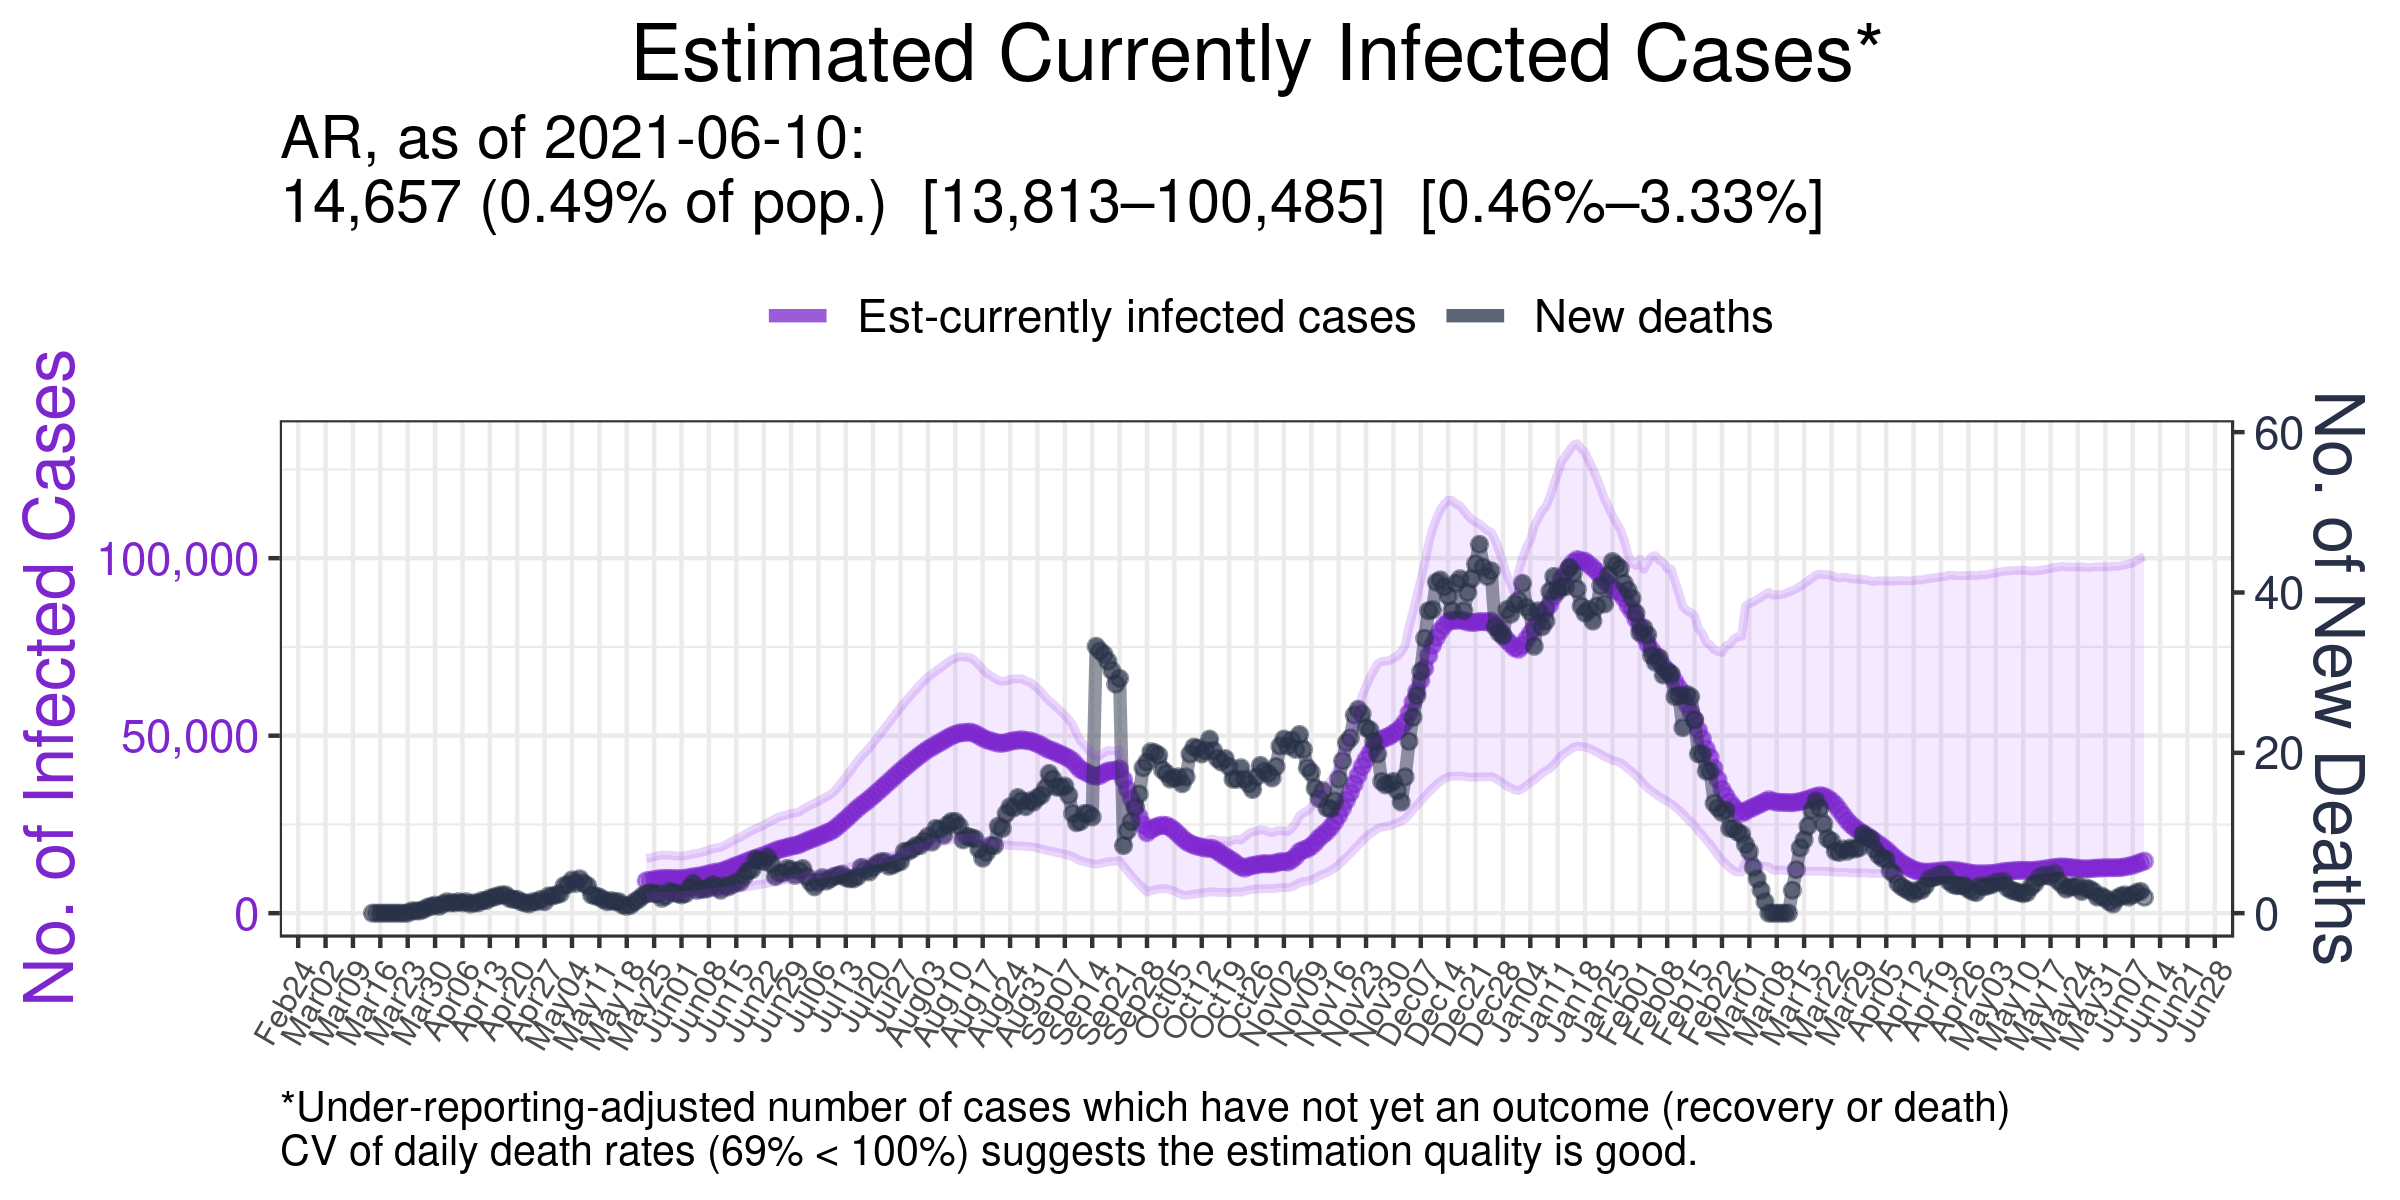 Estimated Currently Infected Cases*
AR, as of 2021-06-10:
14,657 (0.49% of pop.) [13,813–100,485] [0.46%–3.33%]
Est-currently infected cases
New deaths
No. of Infected Cases
100,000
50,000
0
60
40
20
0
No. of New Deaths
Feb24
Mar02
Mar09
Mar16
Mar23
Mar30
Apr06
Apr13
Apr20
Apr27
May04
May11
May18
May25
Jun01
Jun08
Jun15
Jun22
Jun29
Jul06
Jul13
Jul20
Jul27
Aug03
Aug10
Aug17
Aug24
Aug31
Sep07
Sep14
Sep21
Sep28
Oct05
Oct12
Oct19
Oct26
Nov02
Nov09
Nov16
Nov23
Nov30
Dec07
Dec14
Dec21
Dec28
Jan04
Jan11
Jan18
Jan25
Feb01
Feb08
Feb15
Feb22
Mar01
Mar08
Mar15
Mar22
Mar29
Apr05
Apr12
Apr19
Apr26
May03
May10
May17
May24
May31
Jun07
Jun14
Jun21
Jun28
*Under-reporting-adjusted number of cases which have not yet an outcome (recovery or death)
CV of daily death rates (69% < 100%) suggests the estimation quality is good.